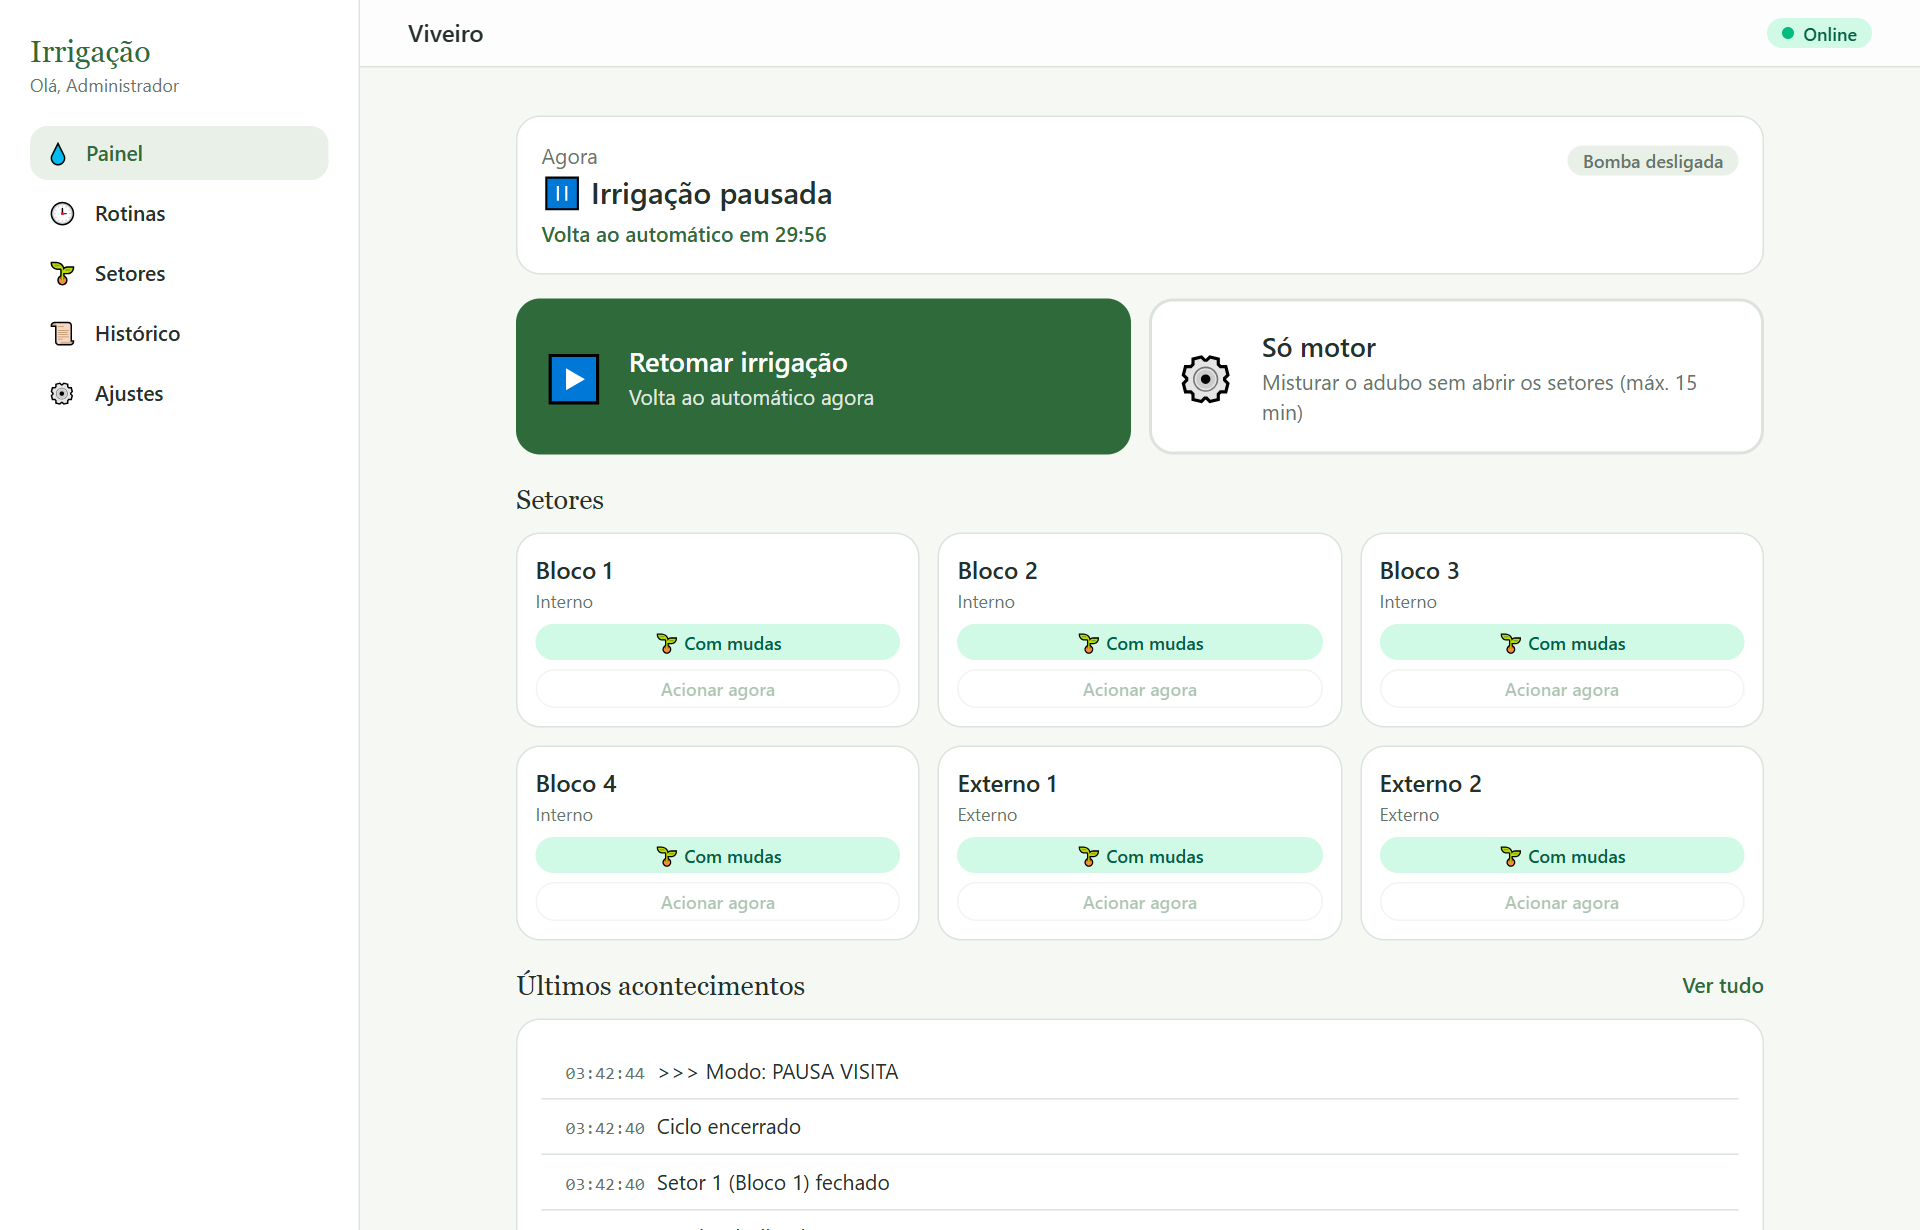 Irrigação
Olá, Administrador
Painel
Rotinas
Setores
Histórico
Ajustes
Viveiro
Online
Agora
Irrigação pausada
Volta ao automático em 29:56
Bomba desligada
Retomar irrigação
Volta ao automático agora
Só motor
Misturar o adubo sem abrir os setores (máx. 15
min)
Setores
Bloco 1
Interno
Com mudas
Acionar agora
Bloco 2
Interno
Com mudas
Acionar agora
Bloco 3
Interno
Com mudas
Acionar agora
Bloco 4
Interno
Com mudas
Acionar agora
Externo 1
Externo
Com mudas
Acionar agora
Externo 2
Externo
Com mudas
Acionar agora
Últimos acontecimentos
Ver tudo
03:42:44 >>> Modo: PAUSA VISITA
03:42:40 Ciclo encerrado
03:42:40 Setor 1 (Bloco 1) fechado